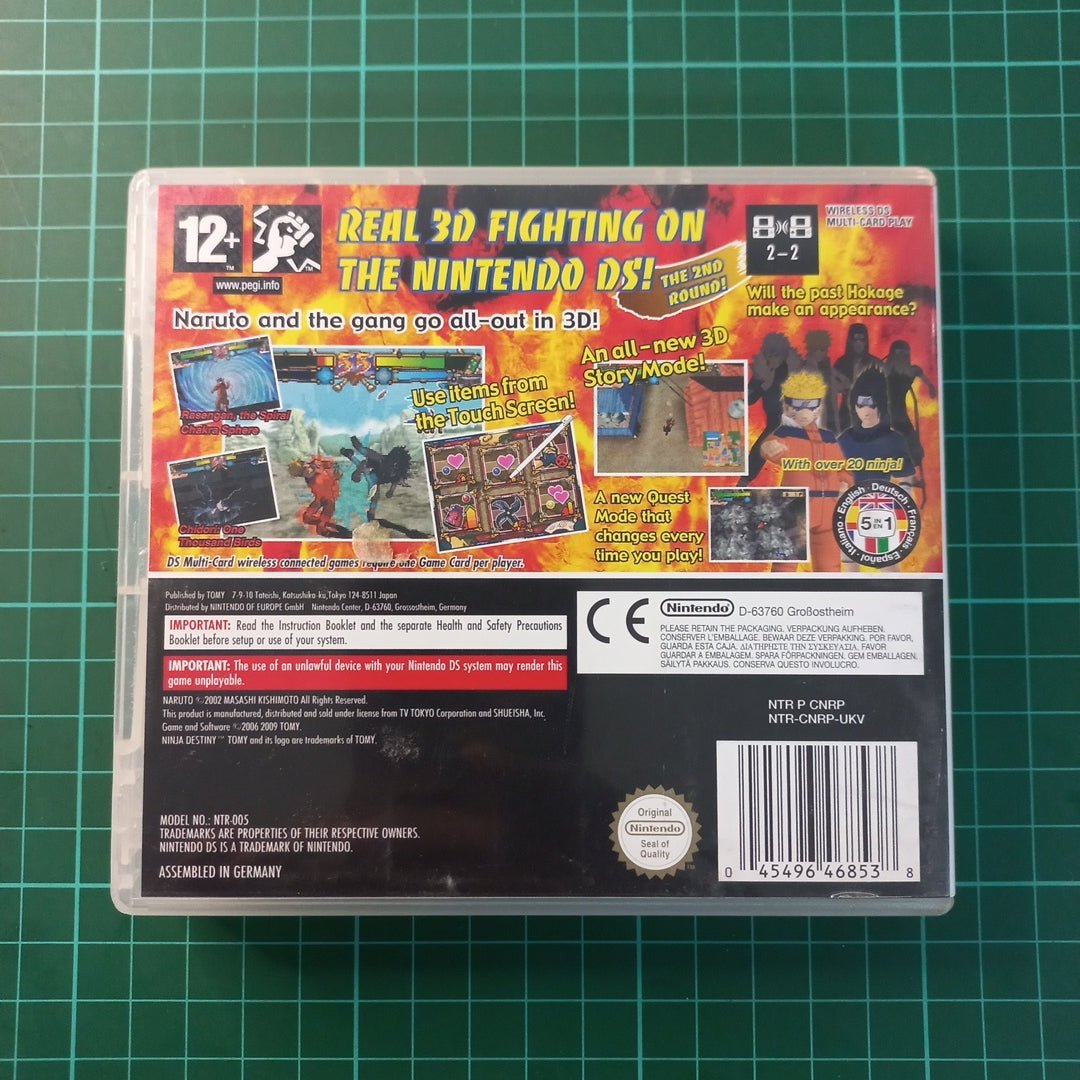 12+
TM
TM
www.pegi.info
REAL 3D FIGHTING ON
THE NINTENDO DS!
THE 2ND
ROUND!
2-2
WIRELESS DS
MULTI-CARD PLAY
Naruto and the gang go all-out in 3D!
Will the past Hokage
make an appearance?
Rasengan, the Spiral
Chakra Sphere
Use items from
the Touch Screen!
An all-new 3D
Story Mode!
With over 20 ninja!
Chidori: One
Thousand Birds
A new Quest
Mode that
changes every
time you play!
English · Deutsch · Français · Español · Italiano
5 IN 1
EN
DS Multi-Card wireless connected games require one Game Card per player.
Published by TOMY 7-9-10 Tateishi, Katsushika-ku,Tokyo 124-8511 Japan
Distributed by NINTENDO OF EUROPE GmbH Nintendo Center, D-63760, Grossostheim, Germany
IMPORTANT: Read the Instruction Booklet and the separate Health and Safety Precautions
Booklet before setup or use of your system.
IMPORTANT: The use of an unlawful device with your Nintendo DS system may render this
game unplayable.
NARUTO ©2002 MASASHI KISHIMOTO All Rights Reserved.
This product is manufactured, distributed and sold under license from TV TOKYO Corporation and SHUEISHA, Inc.
Game and Software ©2006 2009 TOMY.
NINJA DESTINY™ TOMY and its logo are trademarks of TOMY.
MODEL NO.: NTR-005
TRADEMARKS ARE PROPERTIES OF THEIR RESPECTIVE OWNERS.
NINTENDO DS IS A TRADEMARK OF NINTENDO.
ASSEMBLED IN GERMANY
CE
Nintendo D-63760 Großostheim
PLEASE RETAIN THE PACKAGING. VERPACKUNG AUFHEBEN.
CONSERVER L'EMBALLAGE. BEWAAR DEZE VERPAKKING. POR FAVOR,
GUARDA ESTA CAJA. ΔΙΑΤΗΡΗΣΤΕ ΤΗΝ ΣΥΣΚΕΥΑΣΙΑ. FAVOR
GUARDAR A EMBALAGEM. SPARA FÖRPACKNINGEN. GEM EMBALLAGEN.
SÄILYTÄ PAKKAUS. CONSERVA QUESTO INVOLUCRO.
NTR P CNRP
NTR-CNRP-UKV
Original
Nintendo
Seal of
Quality
0 45496 46853 8